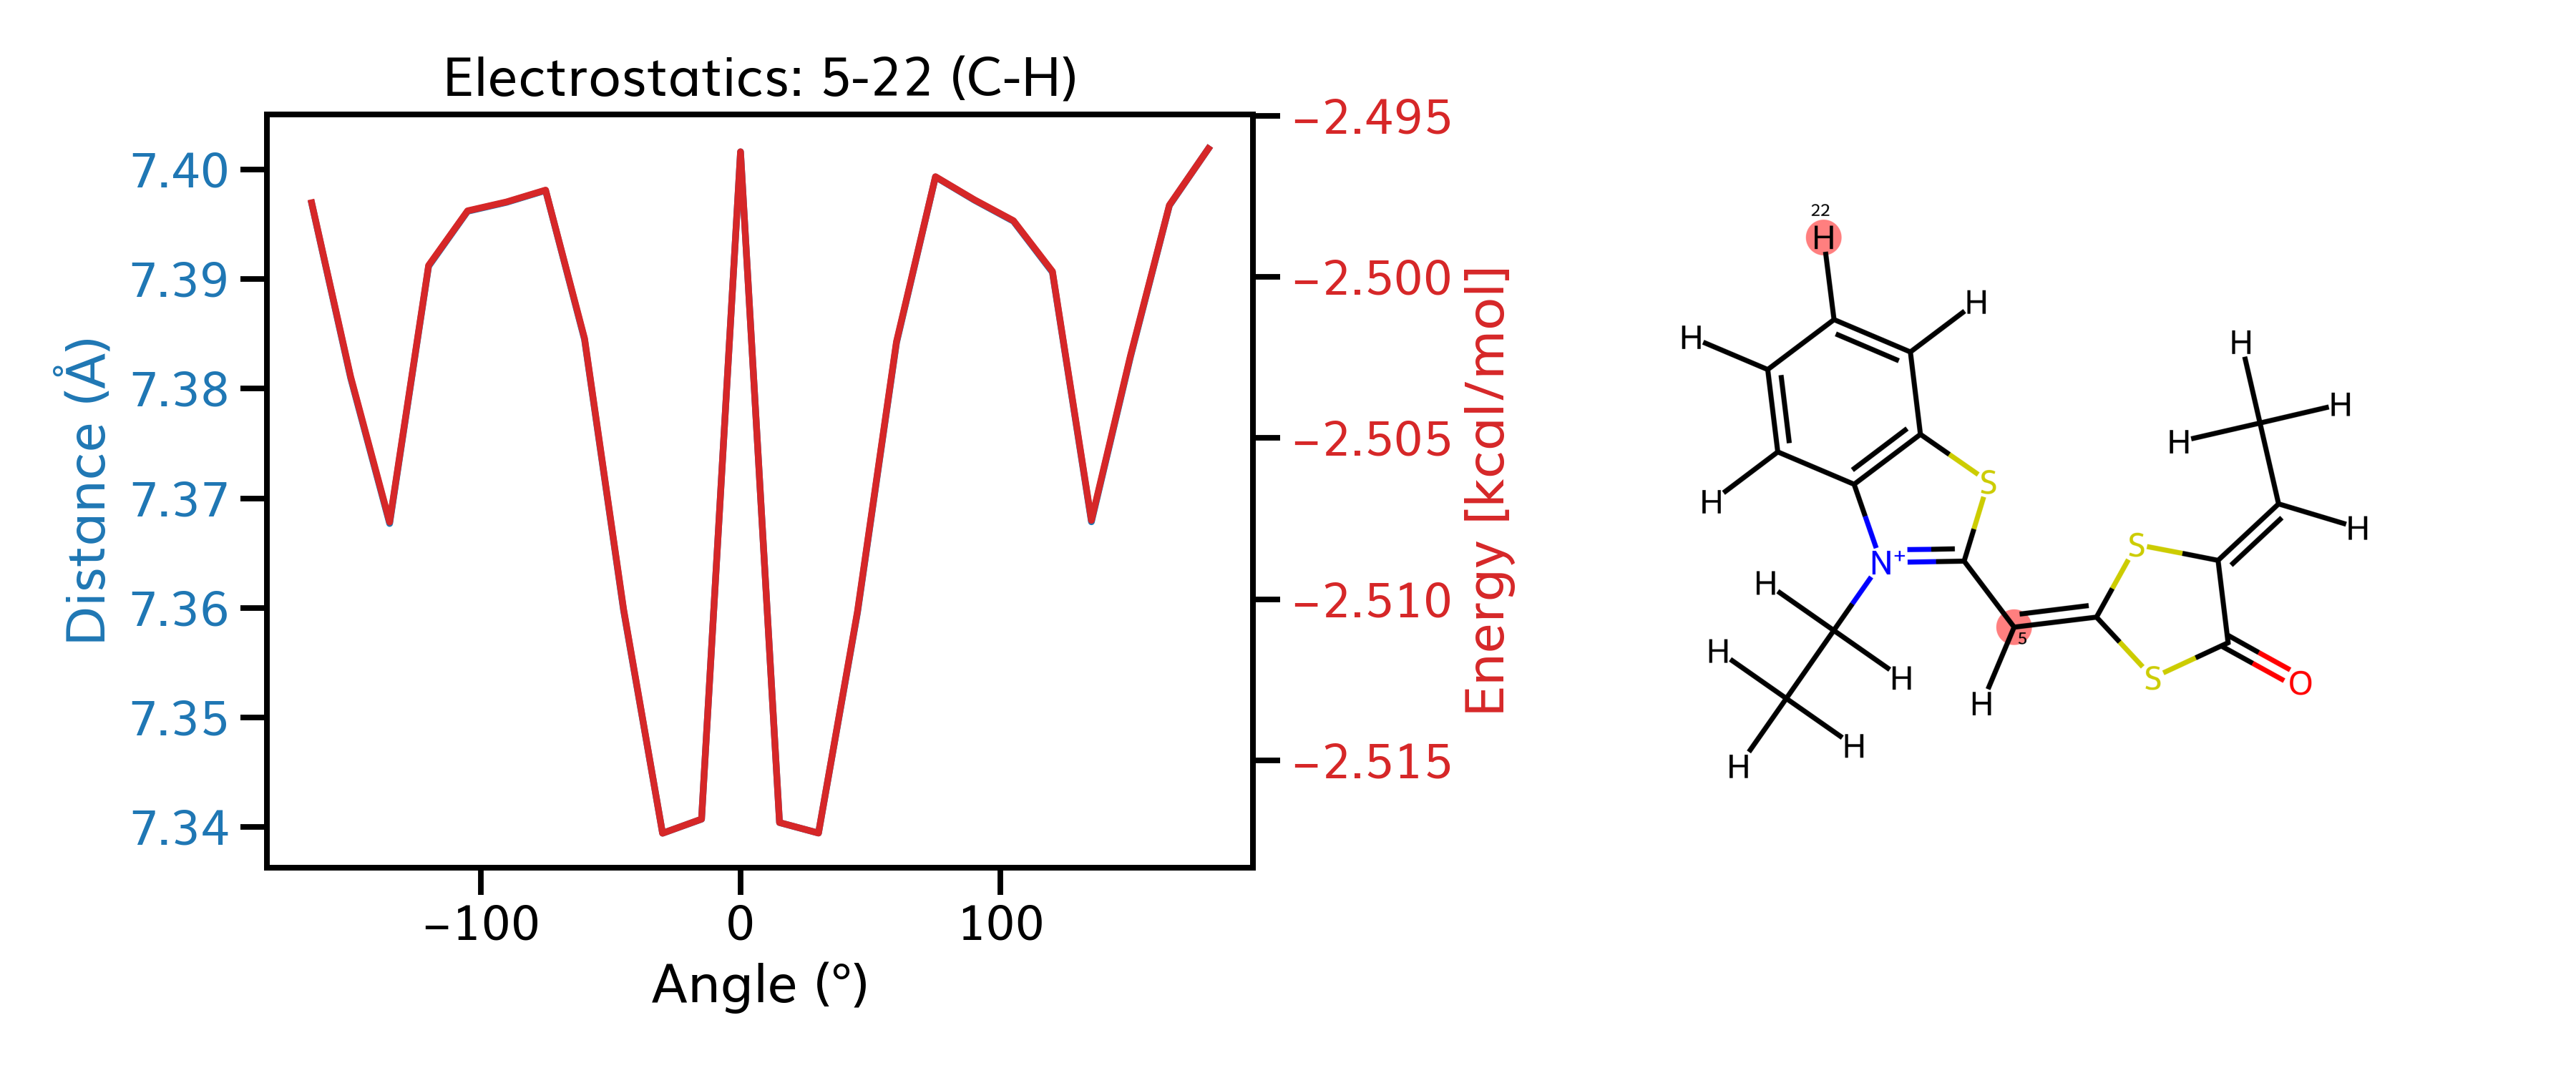 Electrostatics: 5-22 (C-H)
7.40
7.39
7.38
7.37
7.36
7.35
7.34
Distance (Å)
−100
0
100
Angle (°)
−2.495
−2.500
−2.505
−2.510
−2.515
Energy [kcal/mol]
22
H
H
H
H
H
H
H
S
H
S
N⁺
H
5
H
H
S
O
H
H
H
H